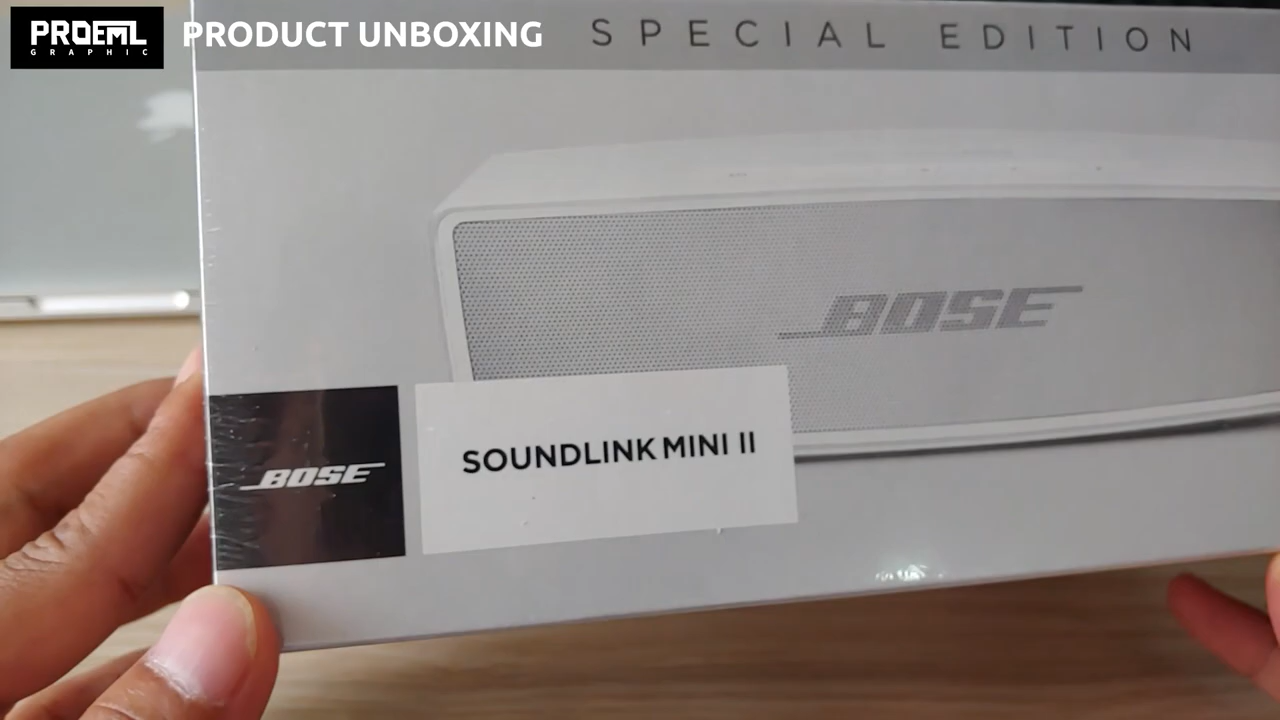 PROEML
GRAPHIC
PRODUCT UNBOXING
SPECIAL EDITION
BOSE
BOSE
SOUNDLINK MINI II